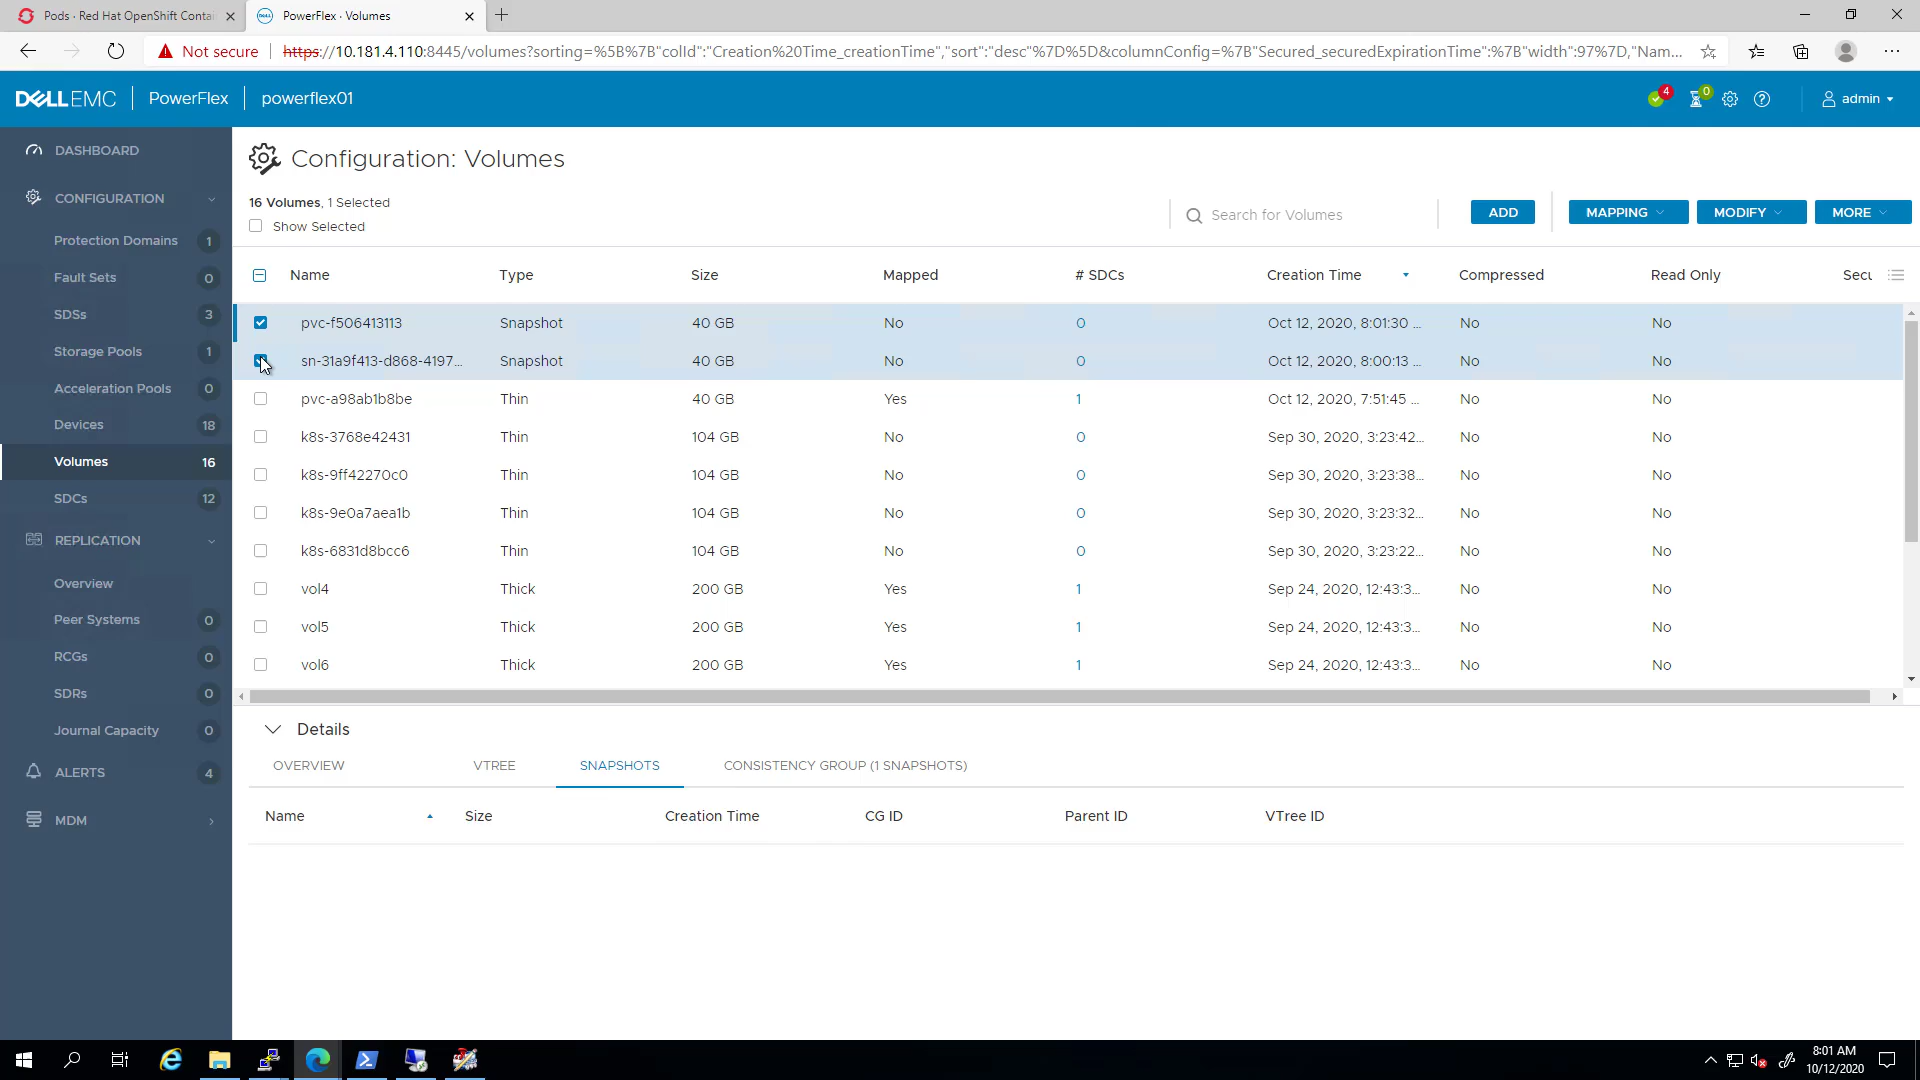 Pods · Red Hat OpenShift Contai
PowerFlex · Volumes
Not secure
https://10.181.4.110:8445/volumes?sorting=%5B%7B"colId":"Creation%20Time_creationTime","sort":"desc"%7D%5D&columnConfig=%7B"Secured_securedExpirationTime":%7B"width":97%7D,"Nam...
DELL EMC PowerFlex powerflex01
4
0
admin
DASHBOARD
CONFIGURATION
Protection Domains 1
Fault Sets 0
SDSs 3
Storage Pools 1
Acceleration Pools 0
Devices 18
Volumes 16
SDCs 12
REPLICATION
Overview
Peer Systems 0
RCGs 0
SDRs 0
Journal Capacity 0
ALERTS 4
MDM
Configuration: Volumes
16 Volumes, 1 Selected
Show Selected
Search for Volumes
ADD
MAPPING
MODIFY
MORE
Name Type Size Mapped # SDCs Creation Time Compressed Read Only Secu
pvc-f506413113 Snapshot 40 GB No 0 Oct 12, 2020, 8:01:30 ... No No
sn-31a9f413-d868-4197... Snapshot 40 GB No 0 Oct 12, 2020, 8:00:13 ... No No
pvc-a98ab1b8be Thin 40 GB Yes 1 Oct 12, 2020, 7:51:45 ... No No
k8s-3768e42431 Thin 104 GB No 0 Sep 30, 2020, 3:23:42... No No
k8s-9ff42270c0 Thin 104 GB No 0 Sep 30, 2020, 3:23:38... No No
k8s-9e0a7aea1b Thin 104 GB No 0 Sep 30, 2020, 3:23:32... No No
k8s-6831d8bcc6 Thin 104 GB No 0 Sep 30, 2020, 3:23:22... No No
vol4 Thick 200 GB Yes 1 Sep 24, 2020, 12:43:3... No No
vol5 Thick 200 GB Yes 1 Sep 24, 2020, 12:43:3... No No
vol6 Thick 200 GB Yes 1 Sep 24, 2020, 12:43:3... No No
Details
OVERVIEW VTREE SNAPSHOTS CONSISTENCY GROUP (1 SNAPSHOTS)
Name Size Creation Time CG ID Parent ID VTree ID
8:01 AM
10/12/2020